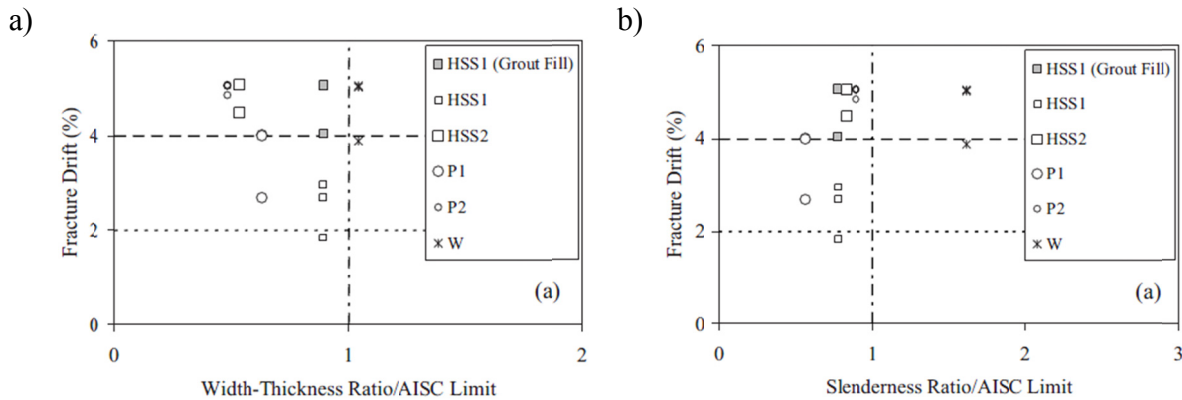 a)
6
4
2
0
0
1
2
Fracture Drift (%)
Width-Thickness Ratio/AISC Limit
HSS1 (Grout Fill)
HSS1
HSS2
P1
P2
W
(a)
b)
6
4
2
0
0
1
2
3
Fracture Drift (%)
Slenderness Ratio/AISC Limit
HSS1 (Grout Fill)
HSS1
HSS2
P1
P2
W
(a)